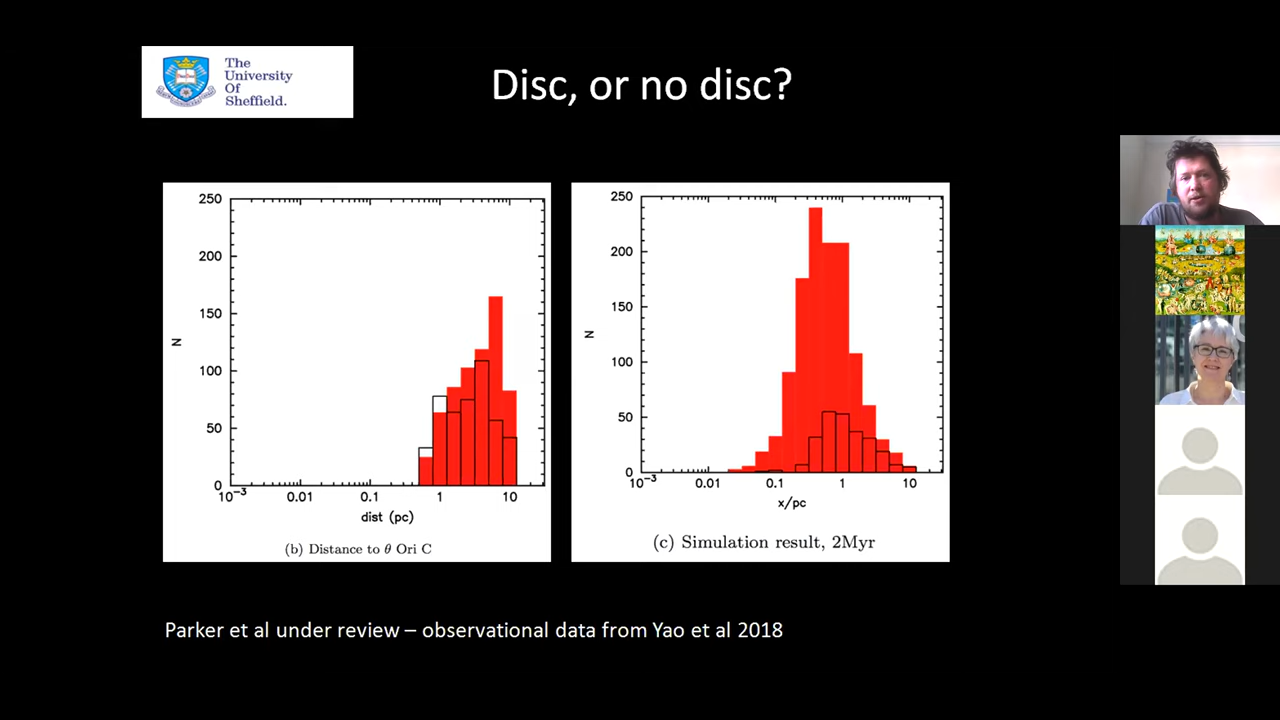 The
University
Of
Sheffield.
Disc, or no disc?
250
200
150
100
50
0
N
10⁻³
0.01
0.1
1
10
dist (pc)
(b) Distance to θ Ori C
250
200
150
100
50
0
N
10⁻³
0.01
0.1
1
10
x/pc
(c) Simulation result, 2Myr
Parker et al under review – observational data from Yao et al 2018